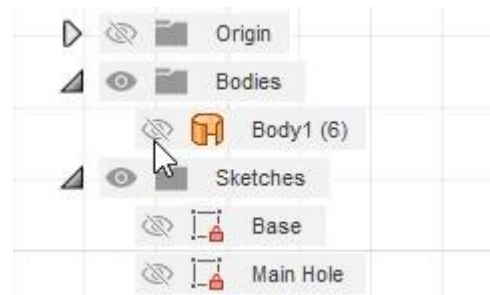 Origin
Bodies
Body1 (6)
Sketches
Base
Main Hole